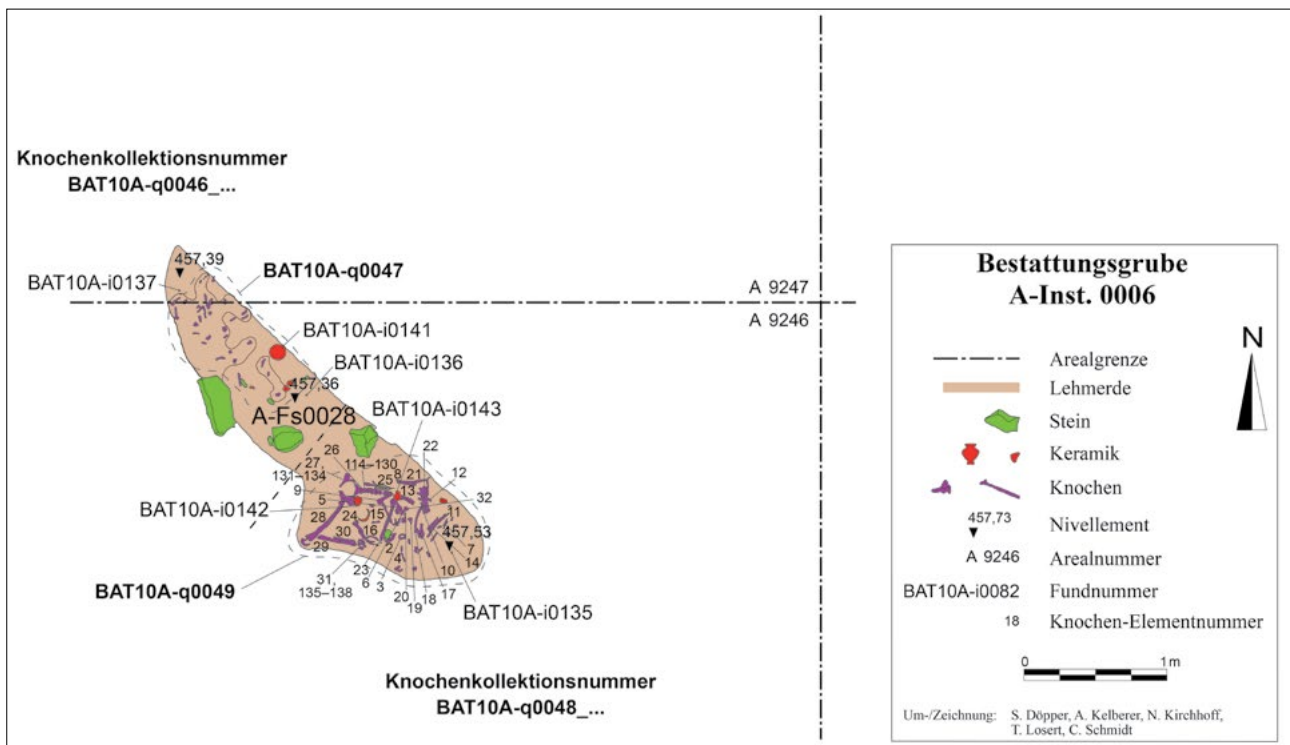 Knochenkollektionsnummer
BAT10A-q0046_...
457,39
BAT10A-q0047
BAT10A-i0137
A 9247
A 9246
BAT10A-i0141
BAT10A-i0136
457,36
A-Fs0028
BAT10A-i0143
26
22
27,
131–134
114–130
8
21
12
25
9
13
32
5
BAT10A-i0142
11
28
24
15
457,53
16
30
7
29
2
14
31,
135–138
23
6
3
4
10
20
19
18
17
BAT10A-q0049
BAT10A-i0135
Knochenkollektionsnummer
BAT10A-q0048_...
Bestattungsgrube
A-Inst. 0006
N
Arealgrenze
Lehmerde
Stein
Keramik
Knochen
457,73
Nivellement
A 9246
Arealnummer
BAT10A-i0082
Fundnummer
18
Knochen-Elementnummer
0
1 m
Um-/Zeichnung: S. Döpper, A. Kelberer, N. Kirchhoff,
T. Losert, C. Schmidt